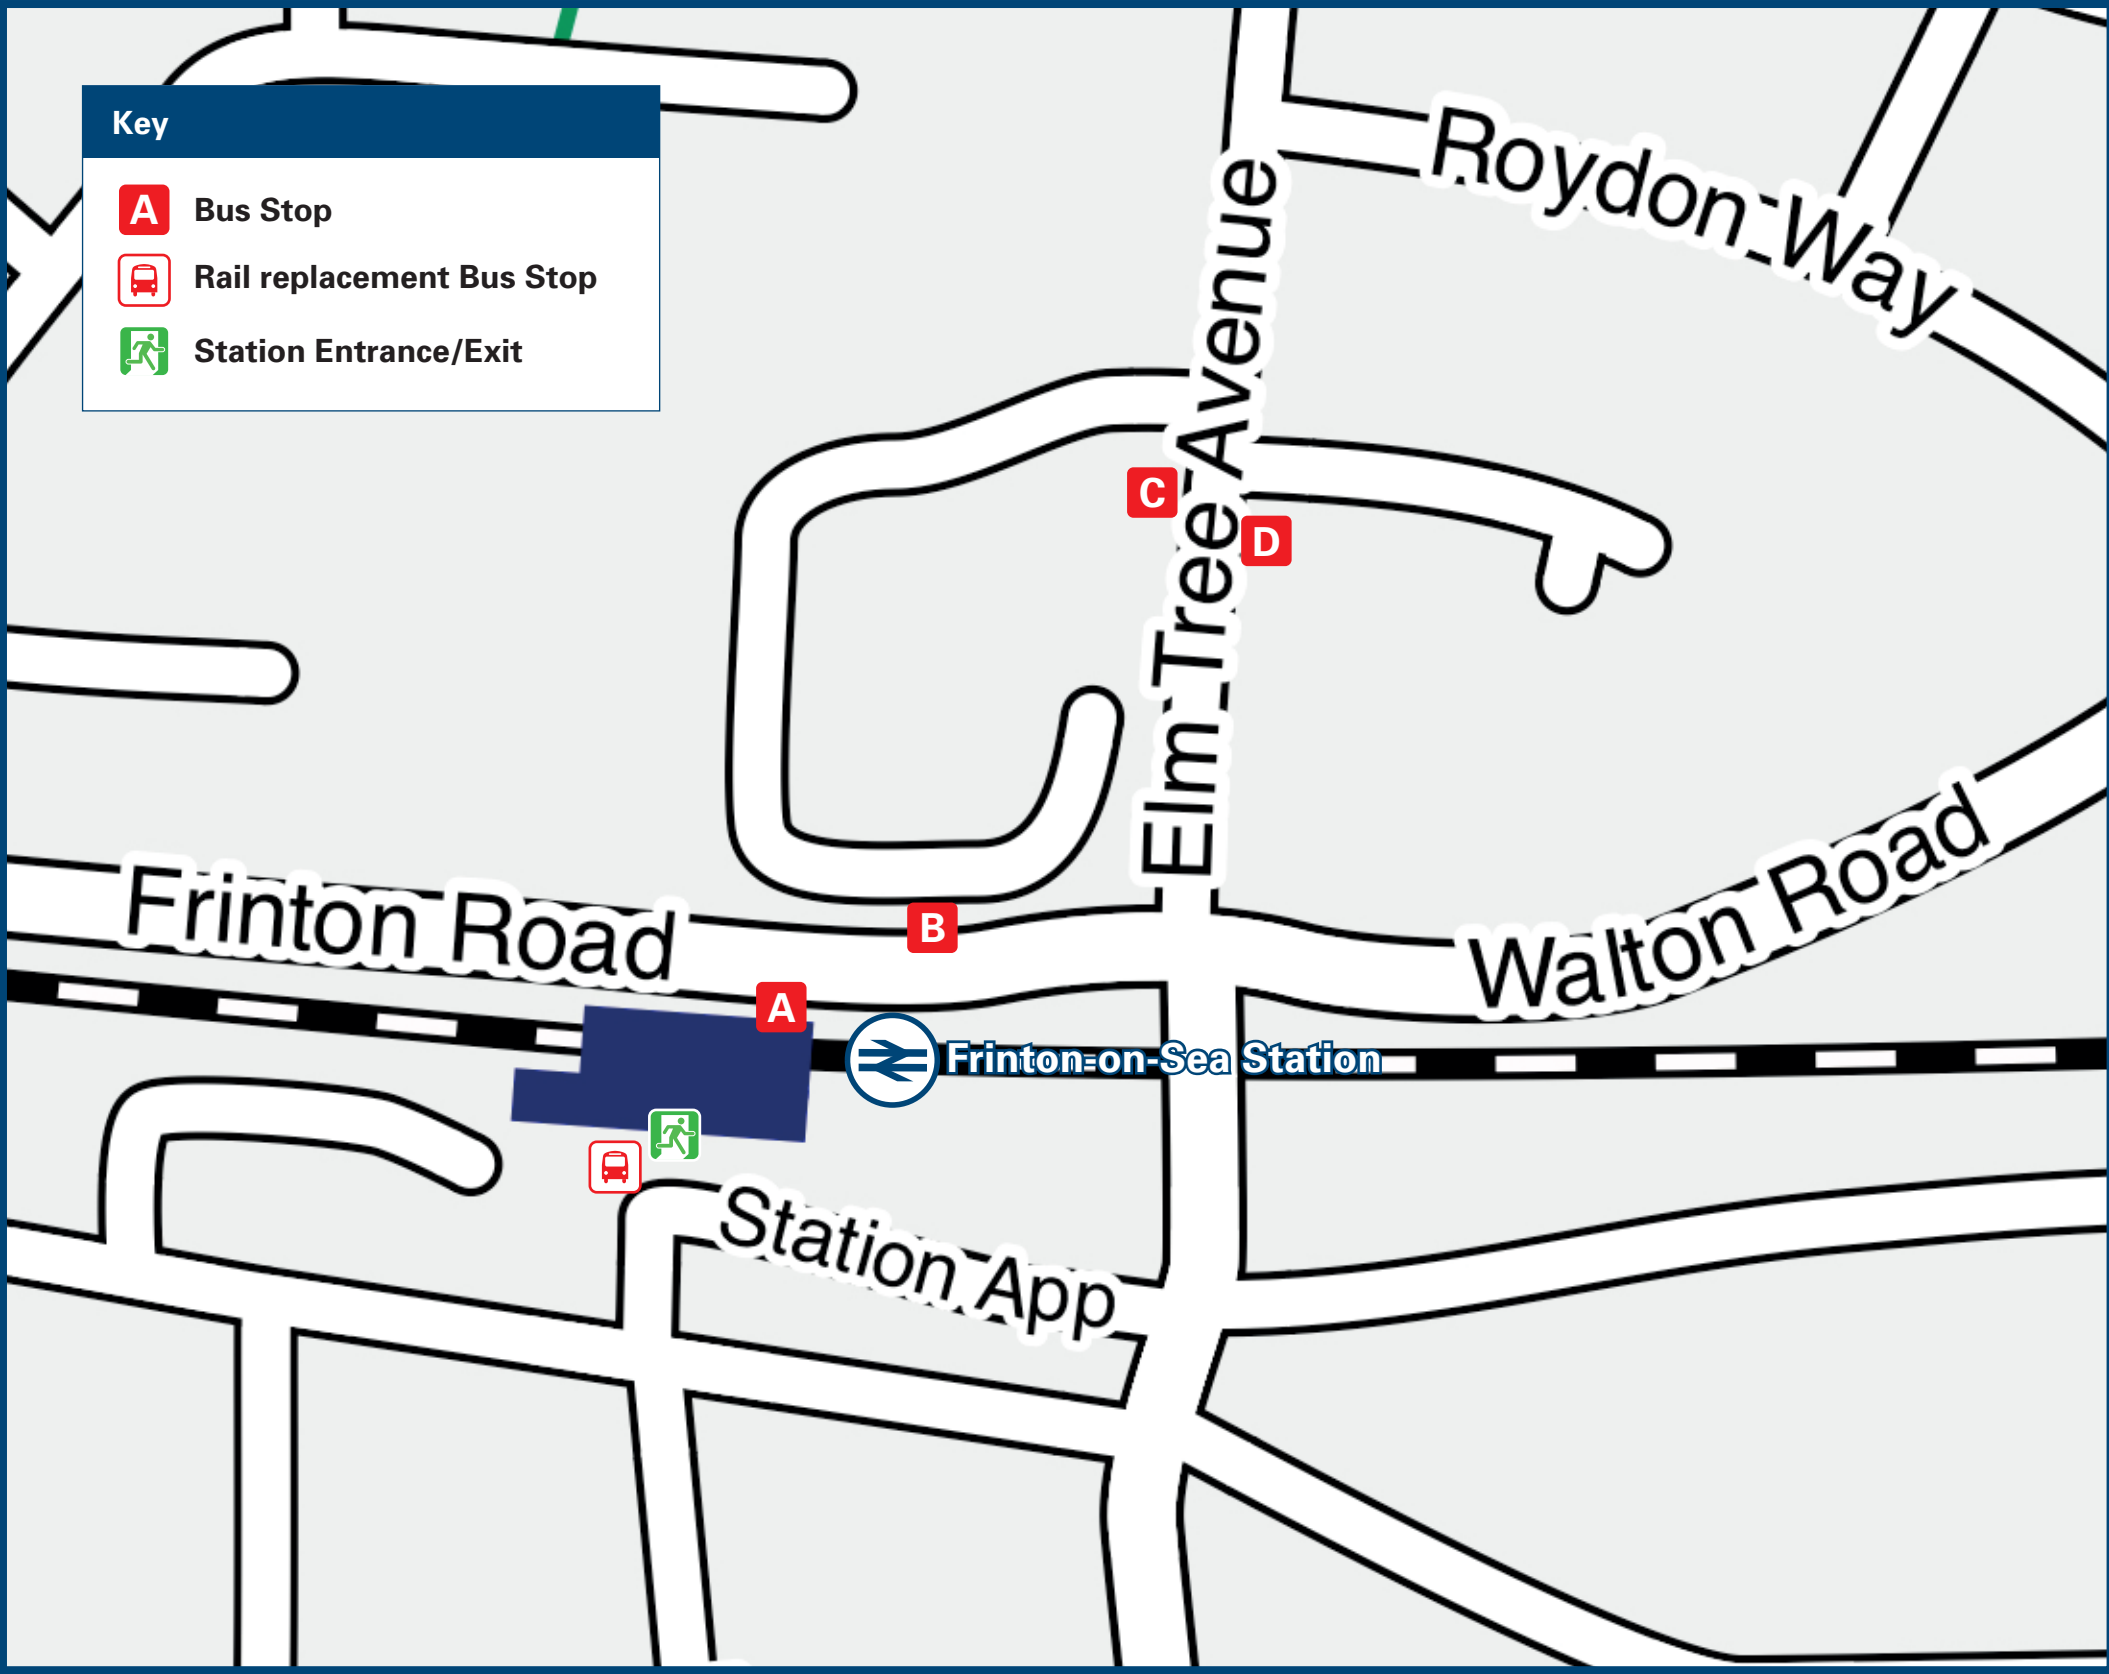 Key
A Bus Stop
Rail replacement Bus Stop
Station Entrance/Exit
Roydon Way
Elm Tree Avenue
C
D
Frinton Road
Walton Road
B
A
Frinton-on-Sea Station
Station App